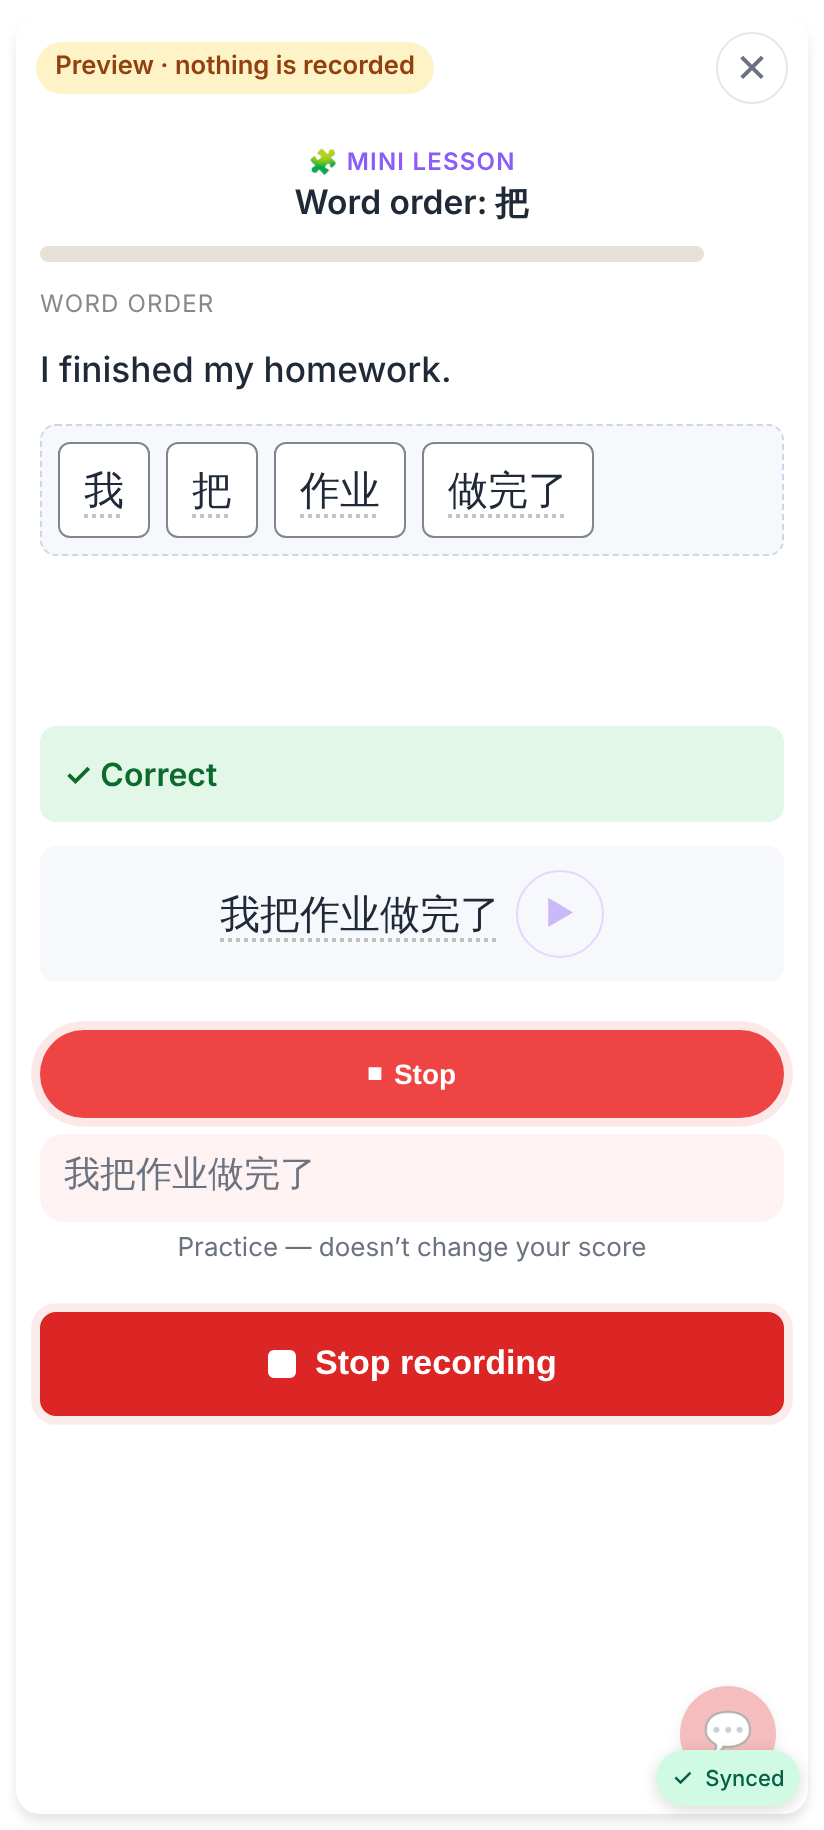 Preview · nothing is recorded
🧩 MINI LESSON
Word order: 把
WORD ORDER
I finished my homework.
我 把 作业 做完了
✓ Correct
我把作业做完了
Stop
我把作业做完了
Practice — doesn’t change your score
Stop recording
✓ Synced